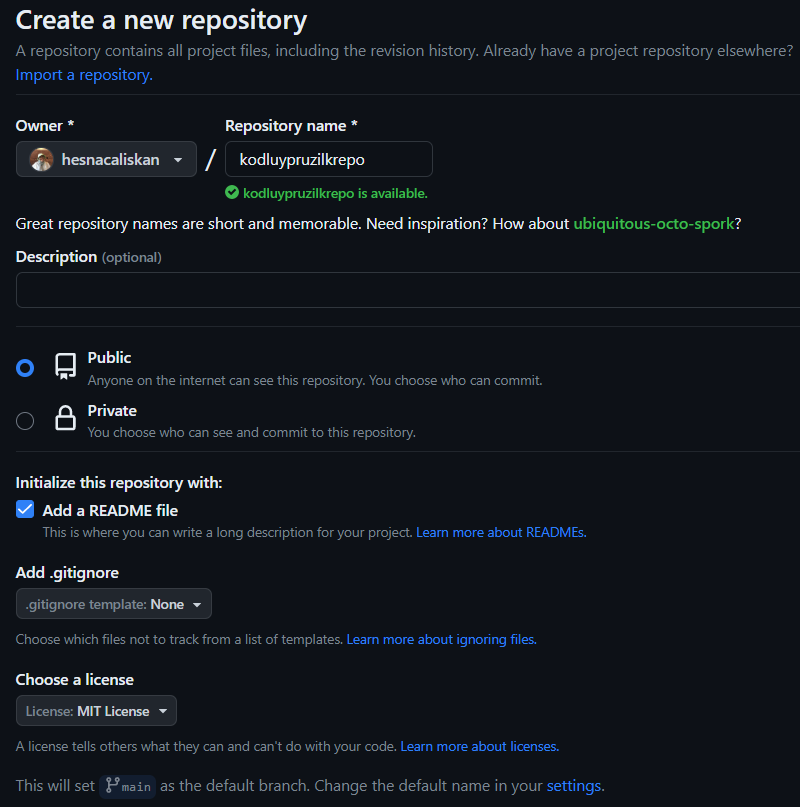 Create a new repository
A repository contains all project files, including the revision history. Already have a project repository elsewhere?
Import a repository.
Owner * Repository name *
hesnacaliskan / kodluypruzilkrepo
kodluypruzilkrepo is available.
Great repository names are short and memorable. Need inspiration? How about ubiquitous-octo-spork?
Description (optional)
Public
Anyone on the internet can see this repository. You choose who can commit.
Private
You choose who can see and commit to this repository.
Initialize this repository with:
Add a README file
This is where you can write a long description for your project. Learn more about READMEs.
Add .gitignore
.gitignore template: None
Choose which files not to track from a list of templates. Learn more about ignoring files.
Choose a license
License: MIT License
A license tells others what they can and can't do with your code. Learn more about licenses.
This will set main as the default branch. Change the default name in your settings.